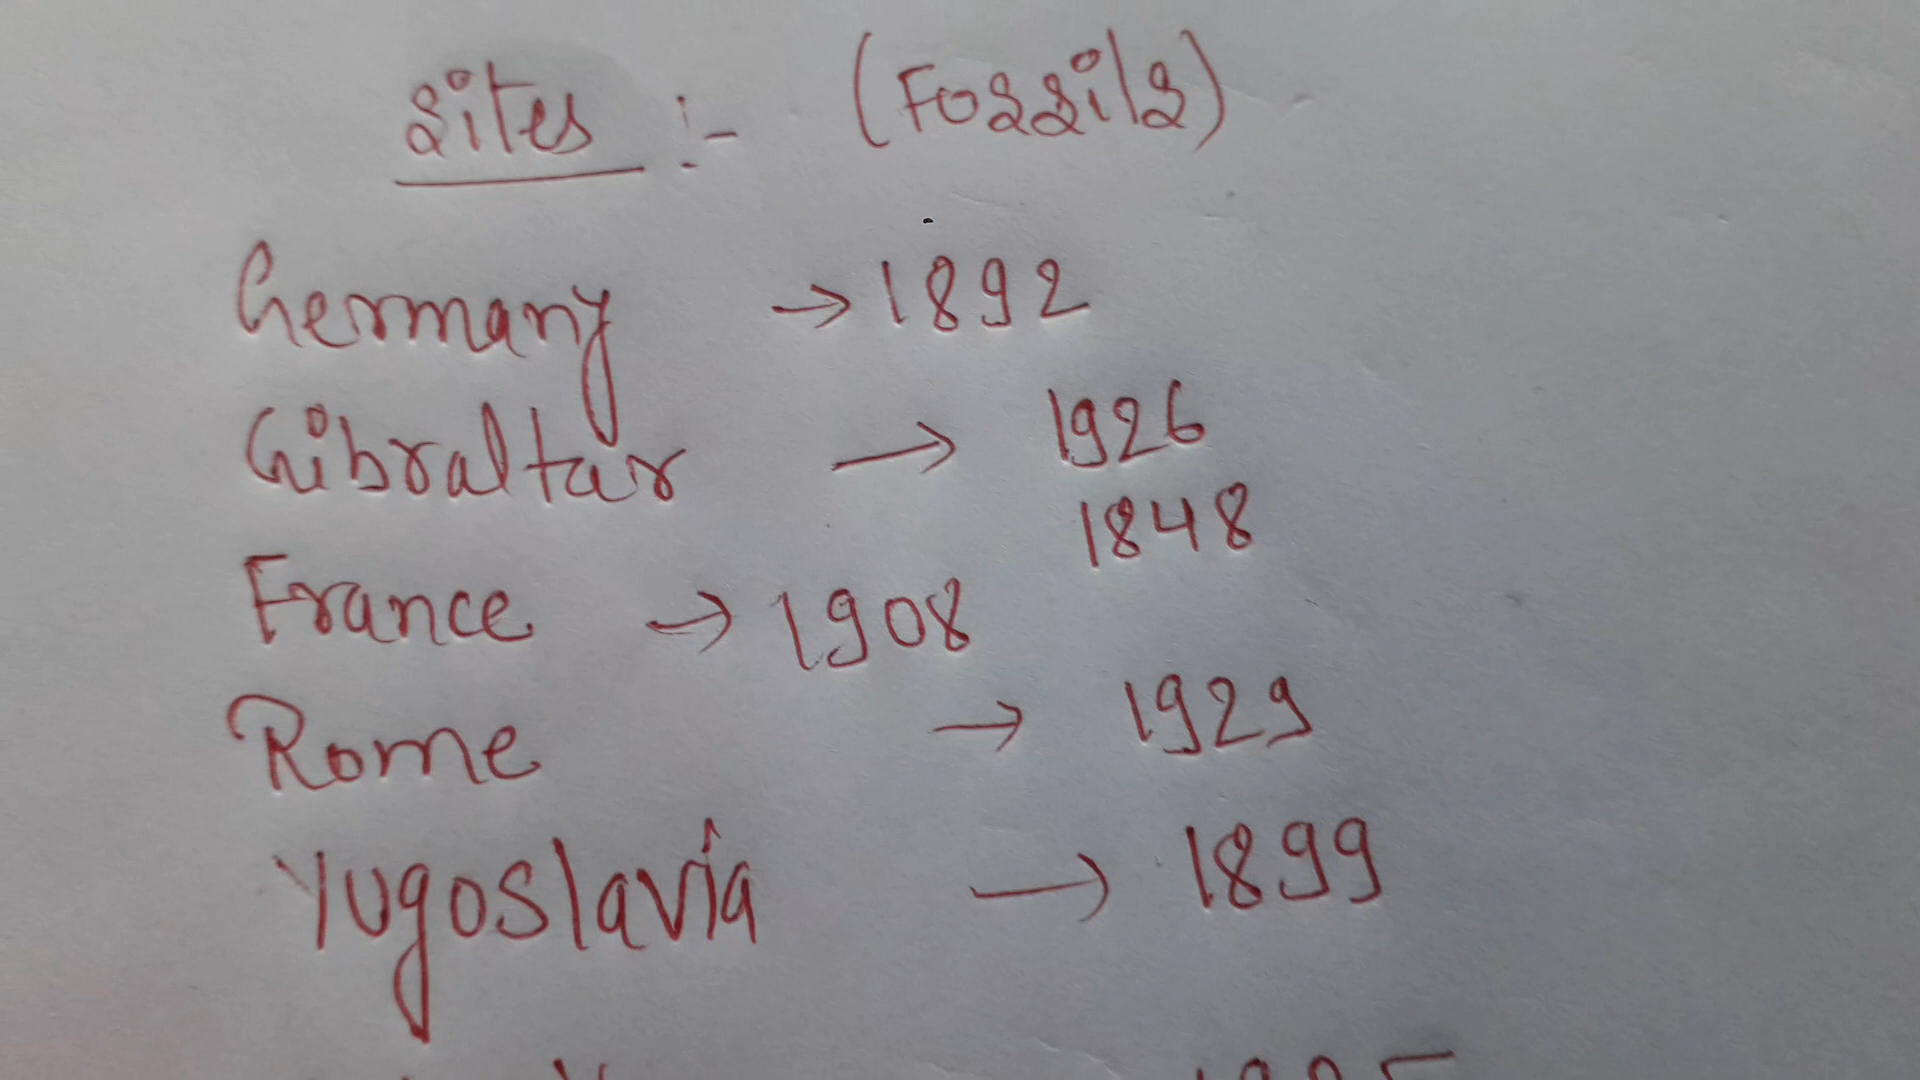 Sites :- (Fossils)
Germany → 1892
Gibraltar → 1926
1848
France → 1908
Rome → 1929
Yugoslavia → 1899